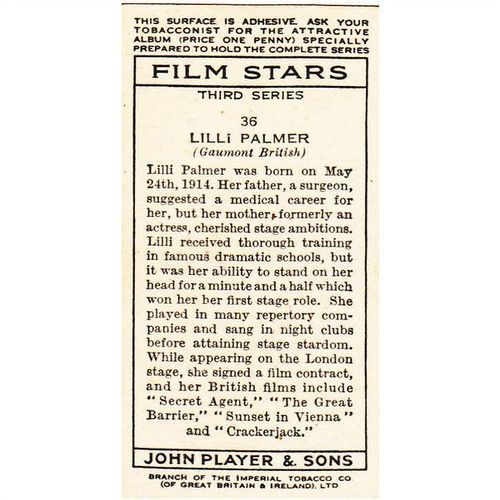 THIS SURFACE IS ADHESIVE. ASK YOUR
TOBACCONIST FOR THE ATTRACTIVE
ALBUM (PRICE ONE PENNY) SPECIALLY
PREPARED TO HOLD THE COMPLETE SERIES
FILM STARS
THIRD SERIES
36
LILLi PALMER
(Gaumont British)
Lilli Palmer was born on May
24th, 1914. Her father, a surgeon,
suggested a medical career for
her, but her mother, formerly an
actress, cherished stage ambitions.
Lilli received thorough training
in famous dramatic schools, but
it was her ability to stand on her
head for a minute and a half which
won her ber first stage role. She
played in many repertory com-
panies and sang in night clubs
before attaining stage stardom.
While appearing on the London
stage, she signed a film contract,
and her British films include
"Secret Agent," "The Great
Barrier," "Sunset in Vienna"
and "Crackerjack."
JOHN PLAYER & SONS
BRANCH OF THE IMPERIAL TOBACCO CO.
(OF GREAT BRITAIN & IRELAND), LTD